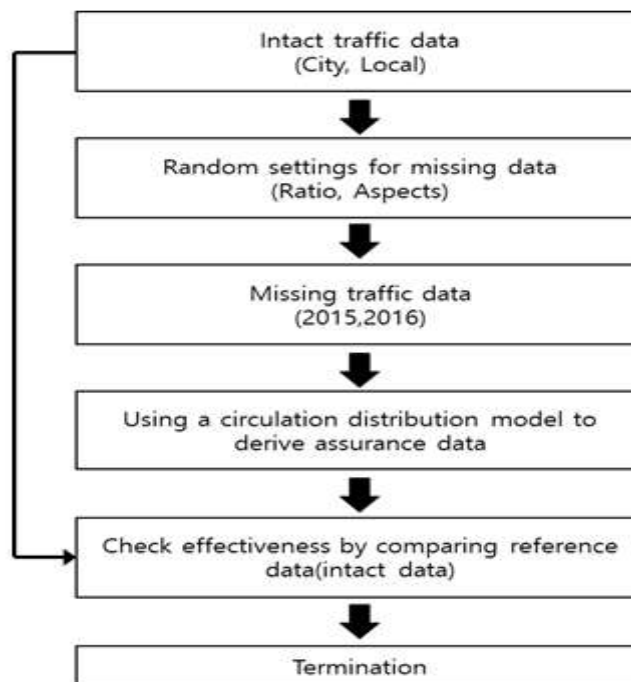 Intact traffic data
(City, Local)
Random settings for missing data
(Ratio, Aspects)
Missing traffic data
(2015,2016)
Using a circulation distribution model to
derive assurance data
Check effectiveness by comparing reference
data(intact data)
Termination